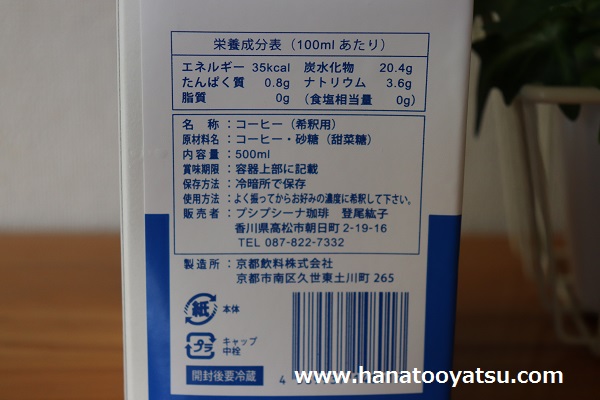 栄養成分表（100ml あたり）
エネルギー 35kcal 炭水化物 20.4g
たんぱく質 0.8g ナトリウム 3.6g
脂質 0g （食塩相当量 0g）
名 称：コーヒー（希釈用）
原材料名：コーヒー・砂糖（甜菜糖）
内 容 量：500ml
賞味期限：容器上部に記載
保存方法：冷暗所で保存
使用方法：よく振ってからお好みの濃度に希釈して下さい。
販 売 者：プシプシーナ珈琲 登尾紘子
香川県高松市朝日町 2-19-16
TEL 087-822-7332
製 造 所：京都飲料株式会社
京都市南区久世東土川町 265
紙 本体
プラ キャップ
中栓
開封後要冷蔵
4
www.hanatooyatsu.com